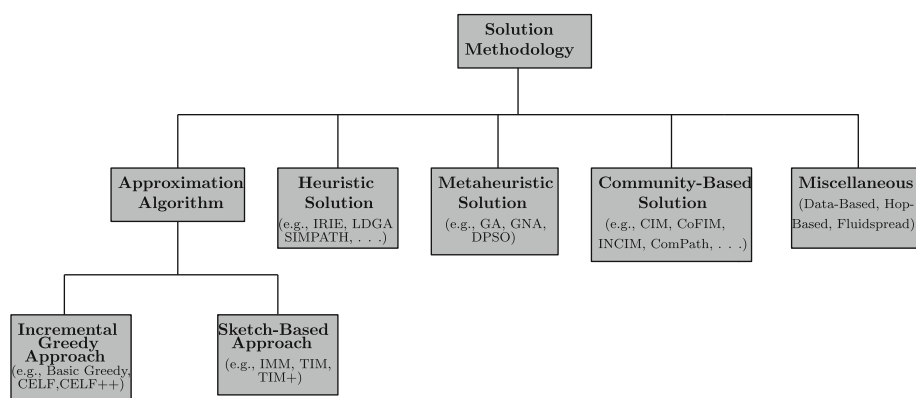 Solution
Methodology
Approximation
Algorithm
Heuristic
Solution
(e.g., IRIE, LDGA
SIMPATH, . . .)
Metaheuristic
Solution
(e.g., GA, GNA,
DPSO)
Community-Based
Solution
(e.g., CIM, CoFIM,
INCIM, ComPath, . . .)
Miscellaneous
(Data-Based, Hop-
Based, Fluidspread)
Incremental
Greedy
Approach
(e.g., Basic Greedy,
CELF,CELF++)
Sketch-Based
Approach
(e.g., IMM, TIM,
TIM+)